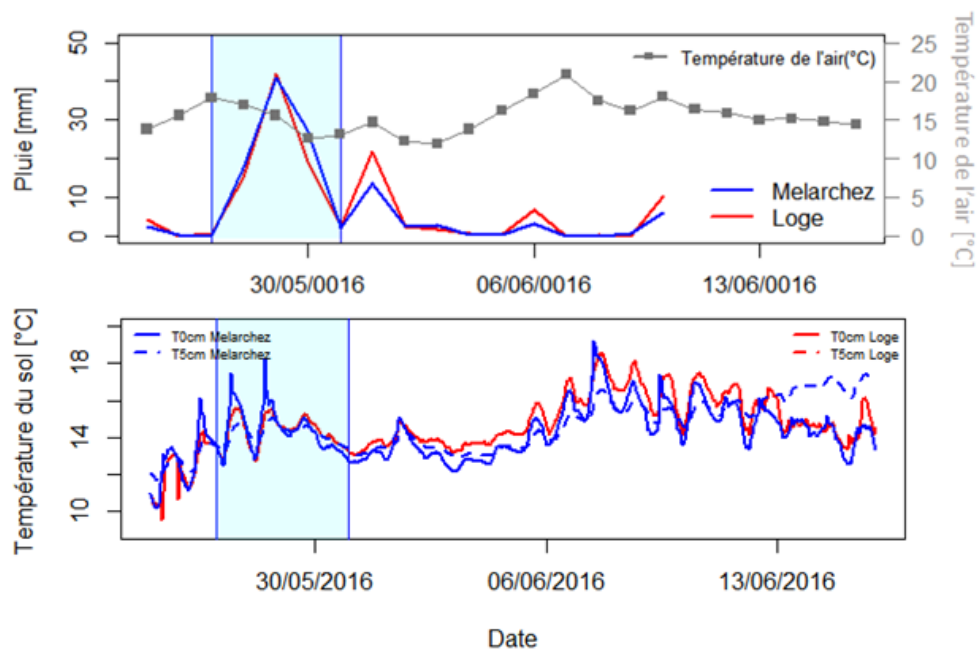 Pluie [mm]
0
10
30
50
Température de l'air(°C)
Melarchez
Loge
0
5
10
15
20
25
Température de l'air [°C]
30/05/0016
06/06/0016
13/06/0016
Température du sol [°C]
10
14
18
T0cm Melarchez
T5cm Melarchez
T0cm Loge
T5cm Loge
30/05/2016
06/06/2016
13/06/2016
Date